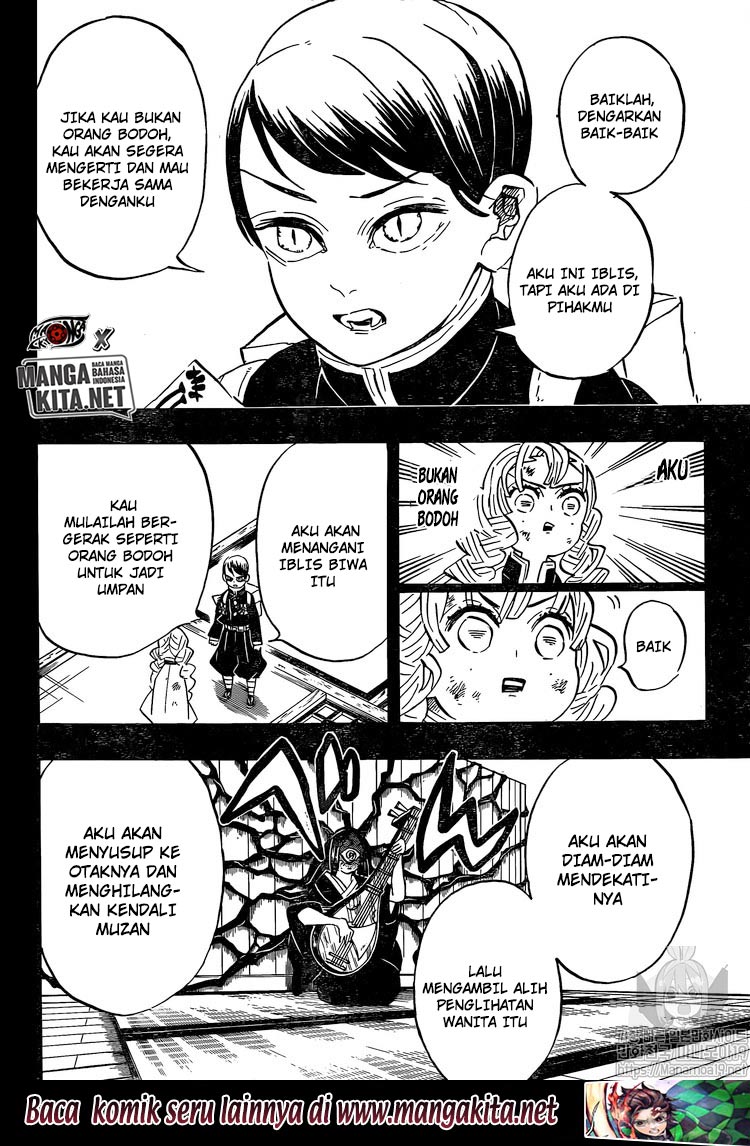 BAIKLAH,
DENGARKAN
BAIK-BAIK
AKU INI IBLIS,
TAPI AKU ADA DI
PIHAKMU
JIKA KAU BUKAN
ORANG BODOH,
KAU AKAN SEGERA
MENGERTI DAN MAU
BEKERJA SAMA
DENGANKU
X
MANGA
KITA.NET
BACA MANGA
BAHASA
INDONESIA
AKU
BUKAN
ORANG
BODOH
BAIK
AKU AKAN
MENANGANI
IBLIS BIWA
ITU
KAU
MULAILAH BER-
GERAK SEPERTI
ORANG BODOH
UNTUK JADI
UMPAN
AKU AKAN
DIAM-DIAM
MENDEKATI-
NYA
LALU
MENGAMBIL ALIH
PENGLIHATAN
WANITA ITU
ベベン
AKU AKAN
MENYUSUP KE
OTAKNYA DAN
MENGHILANG-
KAN KENDALI
MUZAN
https://Manamoa19.net
Baca komik seru lainnya di www.mangakita.net